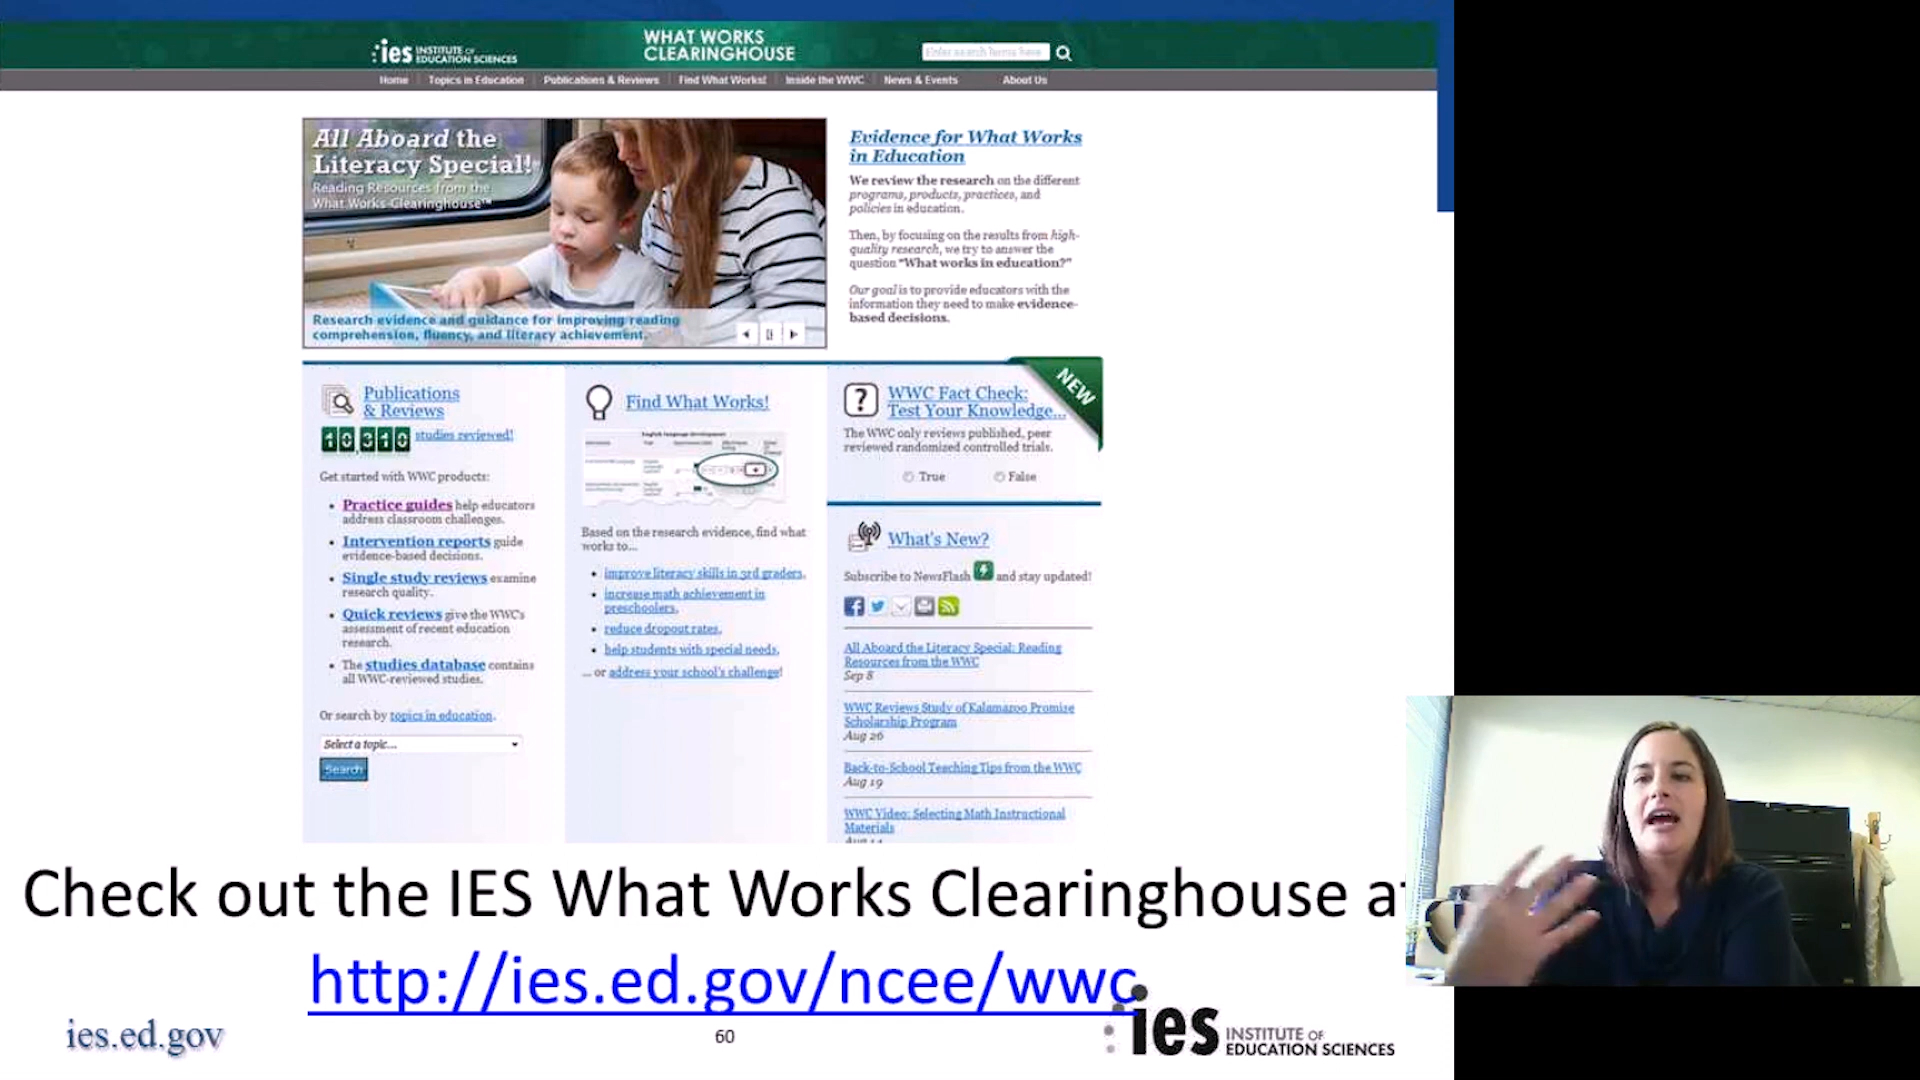 ies INSTITUTE OF
EDUCATION SCIENCES
WHAT WORKS
CLEARINGHOUSE
Enter search terms here
Home Topics in Education Publications & Reviews Find What Works! Inside the WWC News & Events About Us
All Aboard the
Literacy Special!
Reading Resources from the
What Works Clearinghouse™
Research evidence and guidance for improving reading
comprehension, fluency, and literacy achievement.
Evidence for What Works
in Education
We review the research on the different
programs, products, practices, and
policies in education.
Then, by focusing on the results from high-
quality research, we try to answer the
question “What works in education?”
Our goal is to provide educators with the
information they need to make evidence-
based decisions.
Publications
& Reviews
10,310 studies reviewed!
Get started with WWC products:
• Practice guides help educators
address classroom challenges.
• Intervention reports guide
evidence-based decisions.
• Single study reviews examine
research quality.
• Quick reviews give the WWC's
assessment of recent education
research.
• The studies database contains
all WWC-reviewed studies.
Or search by topics in education.
Select a topic...
Search
Find What Works!
English language development
Based on the research evidence, find what
works to...
• improve literacy skills in 3rd graders,
• increase math achievement in
preschoolers,
• reduce dropout rates,
• help students with special needs,
... or address your school's challenge!
NEW
? WWC Fact Check:
Test Your Knowledge...
The WWC only reviews published, peer
reviewed randomized controlled trials.
True False
What's New?
Subscribe to NewsFlash and stay updated!
All Aboard the Literacy Special: Reading
Resources from the WWC
Sep 8
WWC Reviews Study of Kalamazoo Promise
Scholarship Program
Aug 26
Back-to-School Teaching Tips from the WWC
Aug 19
WWC Video: Selecting Math Instructional
Materials
Check out the IES What Works Clearinghouse at
http://ies.ed.gov/ncee/wwc
ies.ed.gov
60
ies INSTITUTE OF
EDUCATION SCIENCES